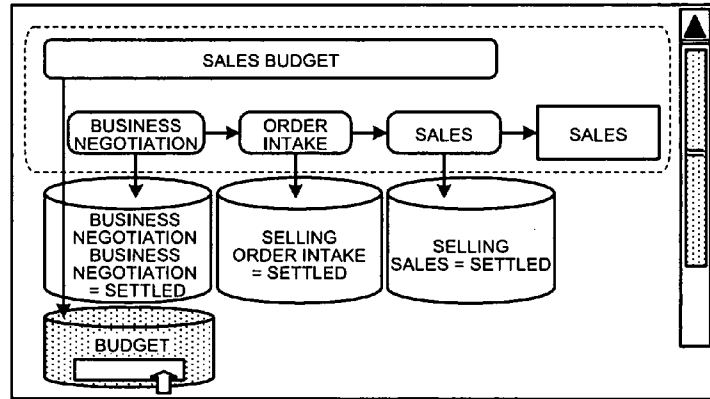 SALES BUDGET
BUSINESS
NEGOTIATION
ORDER
INTAKE
SALES
SALES
BUSINESS
NEGOTIATION
BUSINESS
NEGOTIATION
= SETTLED
SELLING
ORDER INTAKE
= SETTLED
SELLING
SALES = SETTLED
BUDGET